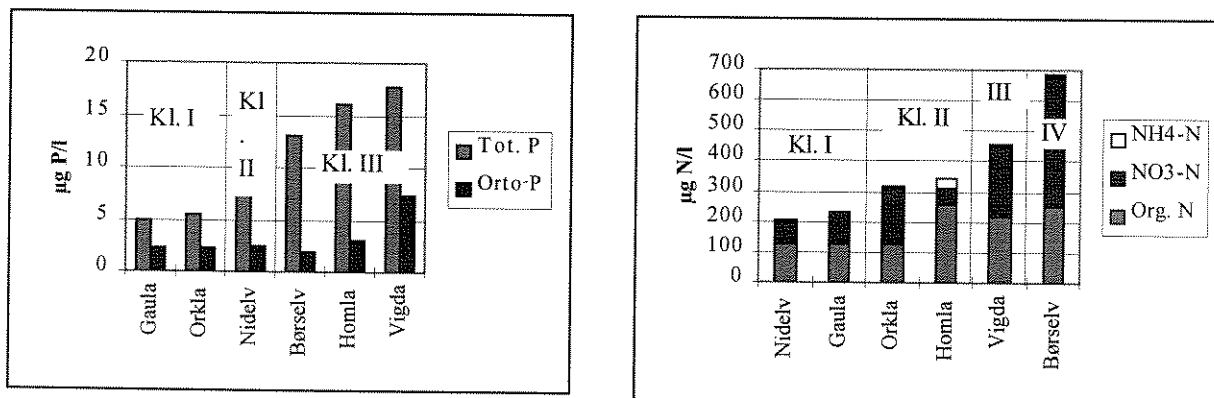 20
15
10
5
0
µg P/l
Kl. I
Kl
.
II
Kl. III
Tot. P
Orto-P
Gaula
Orkla
Nidelv
Børselv
Homla
Vigda
700
600
500
400
300
200
100
0
µg N/l
Kl. I
Kl. II
III
IV
NH4-N
NO3-N
Org. N
Nidelv
Gaula
Orkla
Homla
Vigda
Børselv